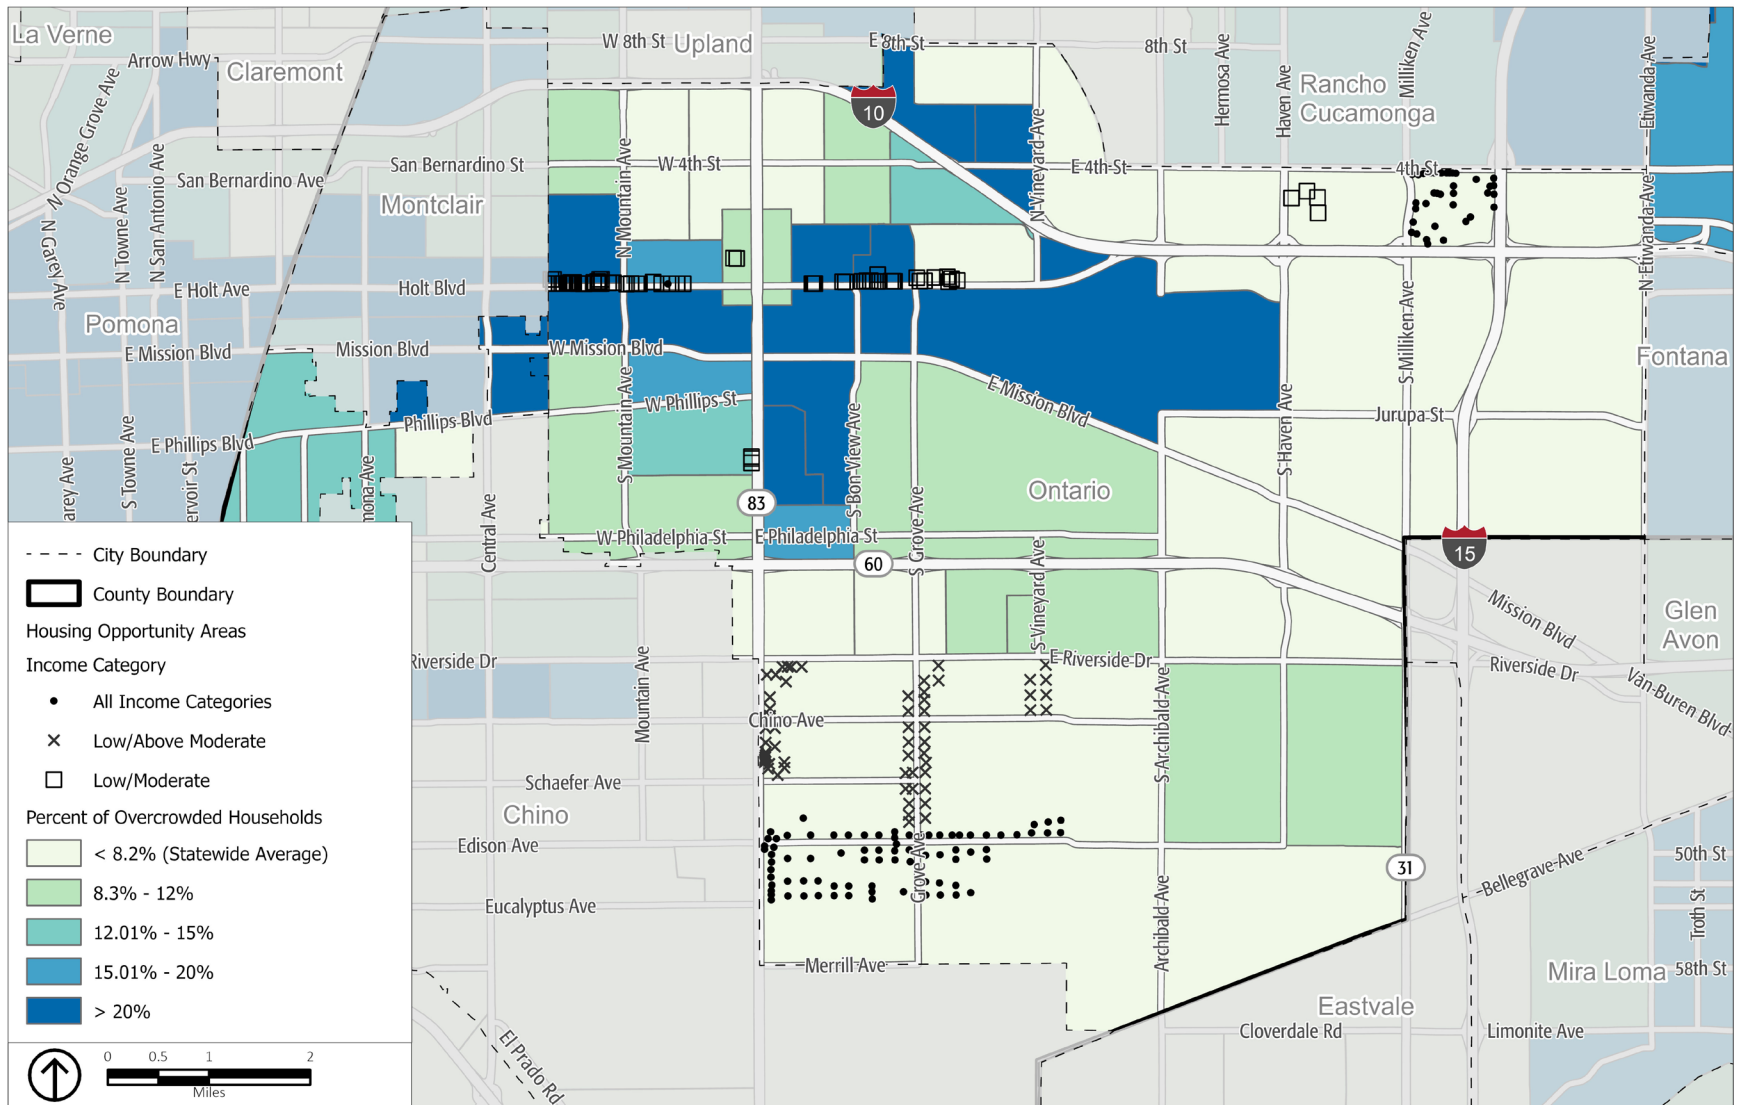 La Verne
Arrow Hwy
Claremont
W 8th St
Upland
E 8th St
8th St
Hermosa Ave
Haven Ave
Rancho
Cucamonga
Milliken Ave
Etiwanda Ave
N Orange Grove Ave
10
San Bernardino St
W 4th St
E 4th St
4th St
San Bernardino Ave
N Garey Ave
N Towne Ave
N San Antonio Ave
Montclair
N Mountain Ave
N Vineyard Ave
N Etiwanda Ave
E Holt Ave
Holt Blvd
Pomona
E Mission Blvd
Mission Blvd
W Mission Blvd
E Mission Blvd
Fontana
S Milliken Ave
W Phillips St
Phillips Blvd
E Phillips Blvd
Jurupa St
S Mountain Ave
S Bon View Ave
S Haven Ave
Ontario
arey Ave
S Towne Ave
ervoir St
mona Ave
Central Ave
83
S Grove Ave
W Philadelphia St
E Philadelphia St
60
15
S Vineyard Ave
Mission Blvd
Glen
Avon
Riverside Dr
E Riverside Dr
Riverside Dr
Van Buren Blvd
Mountain Ave
Chino Ave
S Archibald Ave
Schaefer Ave
Chino
Edison Ave
Grove Ave
31
Bellegrave Ave
50th St
Eucalyptus Ave
Archibald Ave
Troth St
Merrill Ave
Mira Loma
58th St
Eastvale
Cloverdale Rd
Limonite Ave
El Prado Rd
City Boundary
County Boundary
Housing Opportunity Areas
Income Category
All Income Categories
Low/Above Moderate
Low/Moderate
Percent of Overcrowded Households
< 8.2% (Statewide Average)
8.3% - 12%
12.01% - 15%
15.01% - 20%
> 20%
0 0.5 1 2
Miles